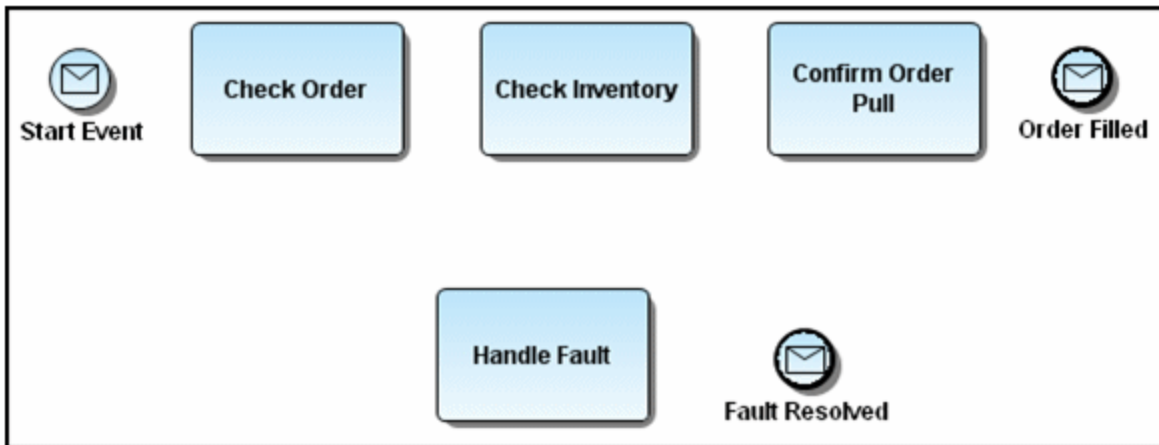 Start Event
Check Order
Check Inventory
Confirm Order
Pull
Order Filled
Handle Fault
Fault Resolved